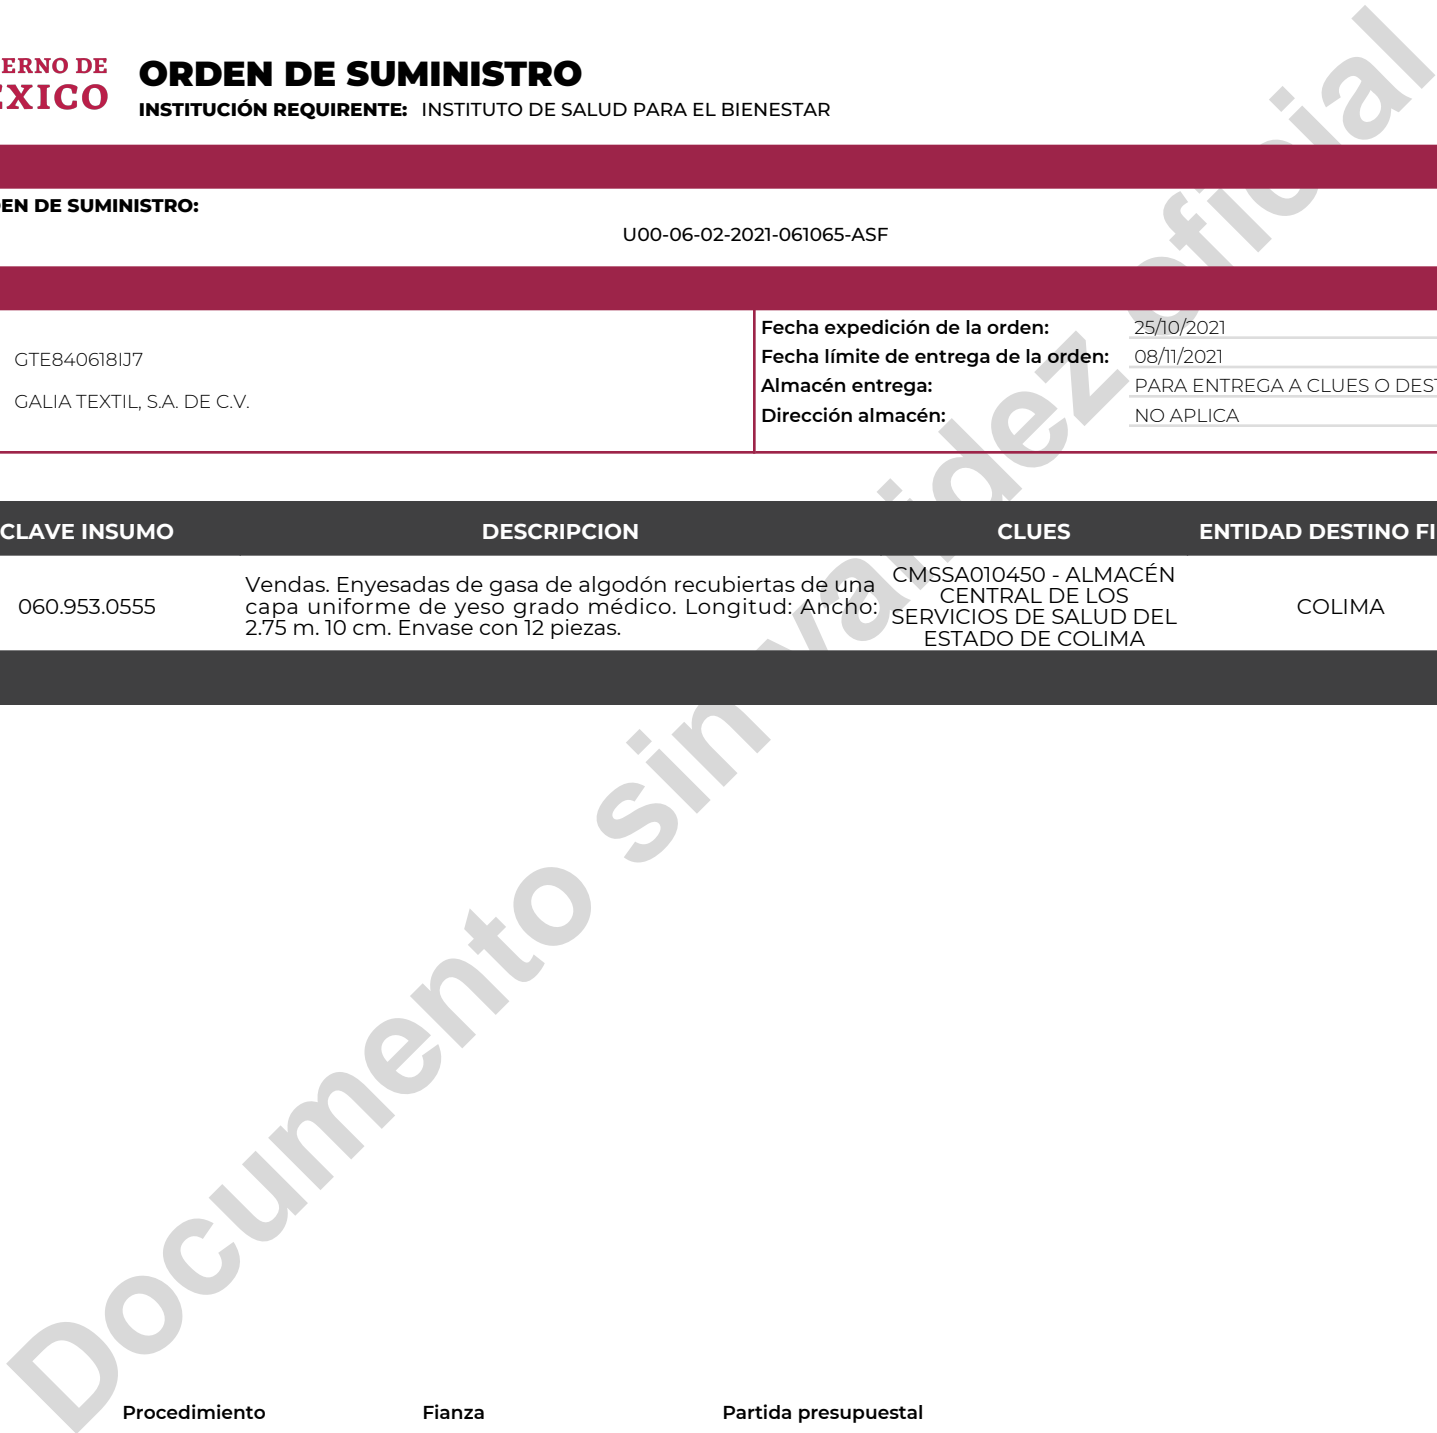 ERNO DE
ÉXICO
ORDEN DE SUMINISTRO
INSTITUCIÓN REQUIRENTE: INSTITUTO DE SALUD PARA EL BIENESTAR
EN DE SUMINISTRO:
U00-06-02-2021-061065-ASF
GTE840618IJ7
GALIA TEXTIL, S.A. DE C.V.
Fecha expedición de la orden: 25/10/2021
Fecha límite de entrega de la orden: 08/11/2021
Almacén entrega: PARA ENTREGA A CLUES O DEST
Dirección almacén: NO APLICA
CLAVE INSUMO DESCRIPCION CLUES ENTIDAD DESTINO FI
060.953.0555
Vendas. Enyesadas de gasa de algodón recubiertas de una
capa uniforme de yeso grado médico. Longitud: Ancho:
2.75 m. 10 cm. Envase con 12 piezas.
CMSSA010450 - ALMACÉN
CENTRAL DE LOS
SERVICIOS DE SALUD DEL
ESTADO DE COLIMA
COLIMA
Documento sin validez oficial
Procedimiento Fianza Partida presupuestal